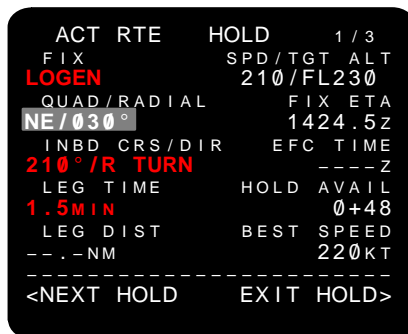 ACT RTE HOLD 1/3
FIX SPD/TGT ALT
LOGEN 210/FL230
QUAD/RADIAL FIX ETA
NE/030° 1424.5Z
INBD CRS/DIR EFC TIME
210°/R TURN ----Z
LEG TIME HOLD AVAIL
1.5MIN 0+48
LEG DIST BEST SPEED
--.-NM 220KT
------------------------
<NEXT HOLD EXIT HOLD>